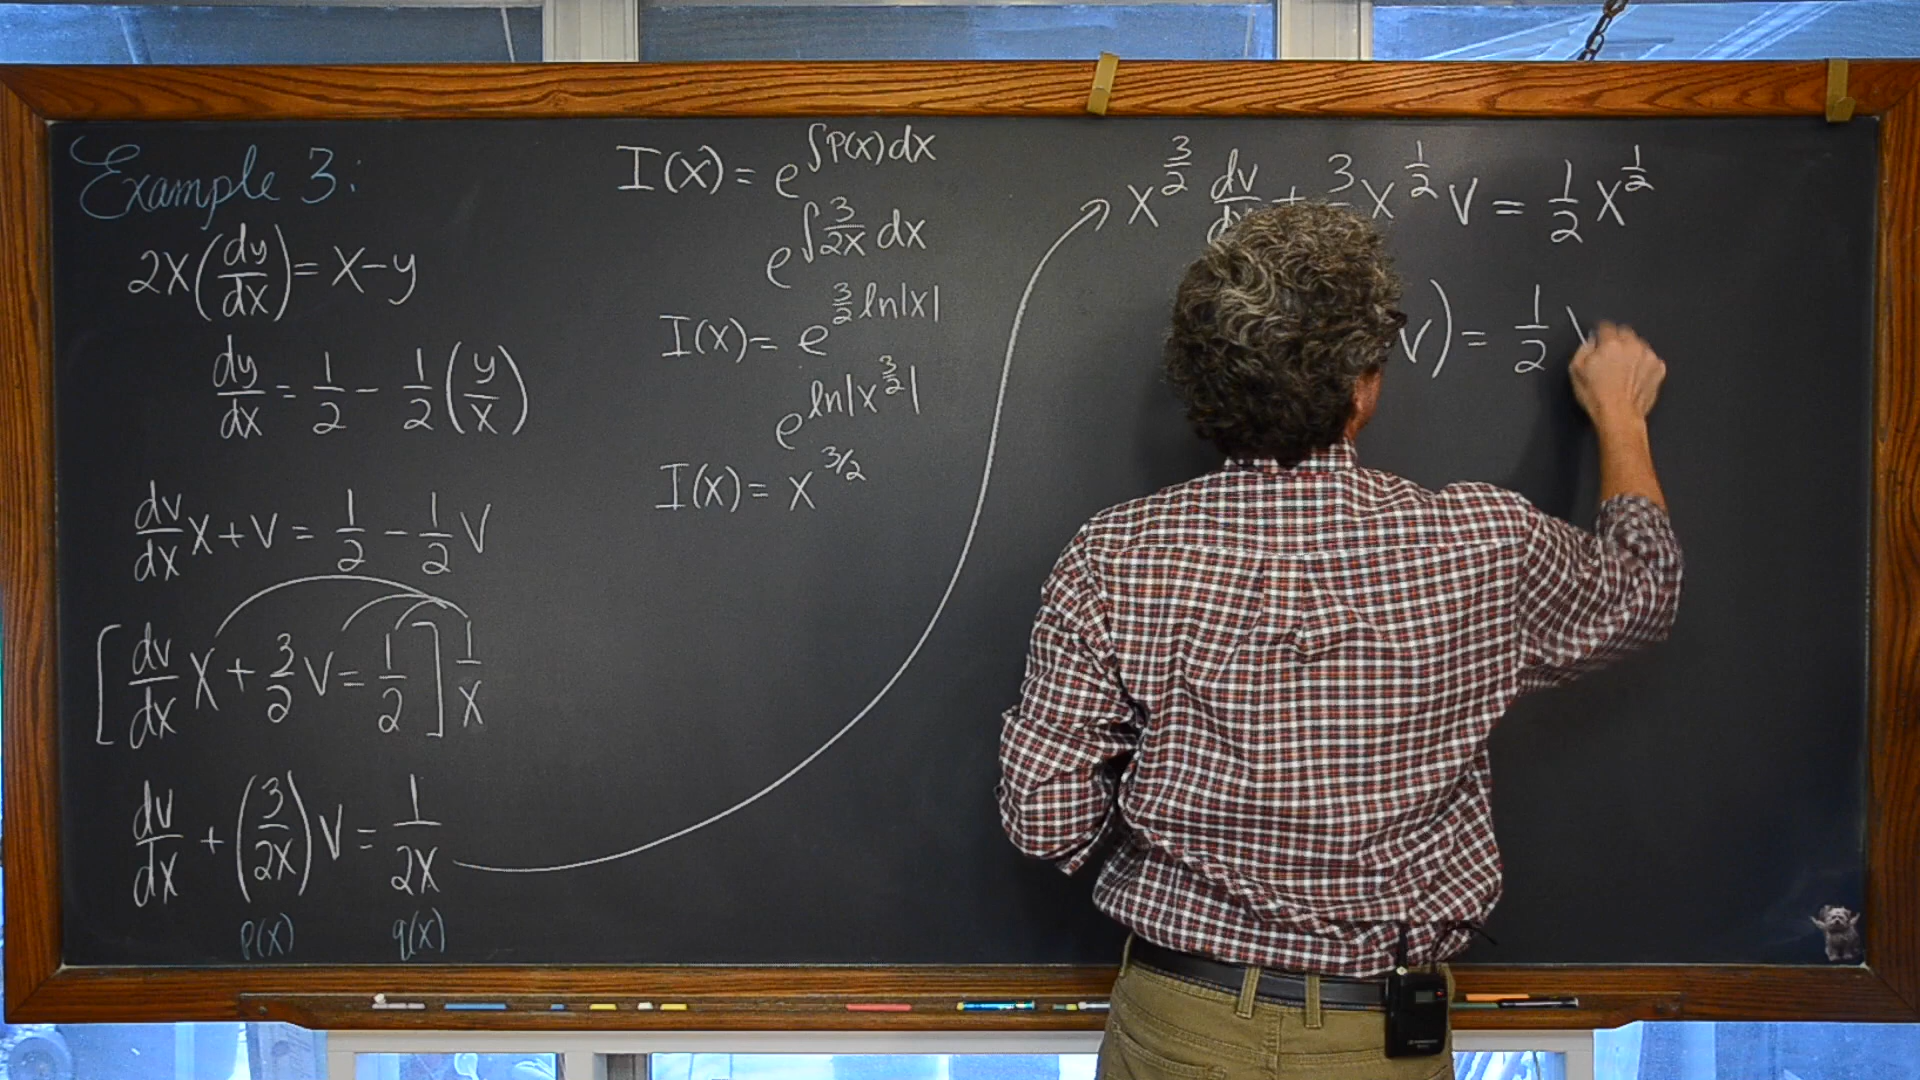 Example 3:
2x(dy/dx) = x-y
dy/dx = 1/2 - 1/2(y/x)
dv/dx x + v = 1/2 - 1/2 v
[dv/dx x + 3/2 v = 1/2] 1/x
dv/dx + (3/2x)v = 1/2x
p(x) q(x)
I(x) = e^∫P(x)dx
e^∫3/2x dx
I(x) = e^3/2 ln|x|
e^ln|x^3/2|
I(x) = x^3/2
x^3/2 dv/dx + 3 x^1/2 v = 1/2 x^1/2
v) = 1/2